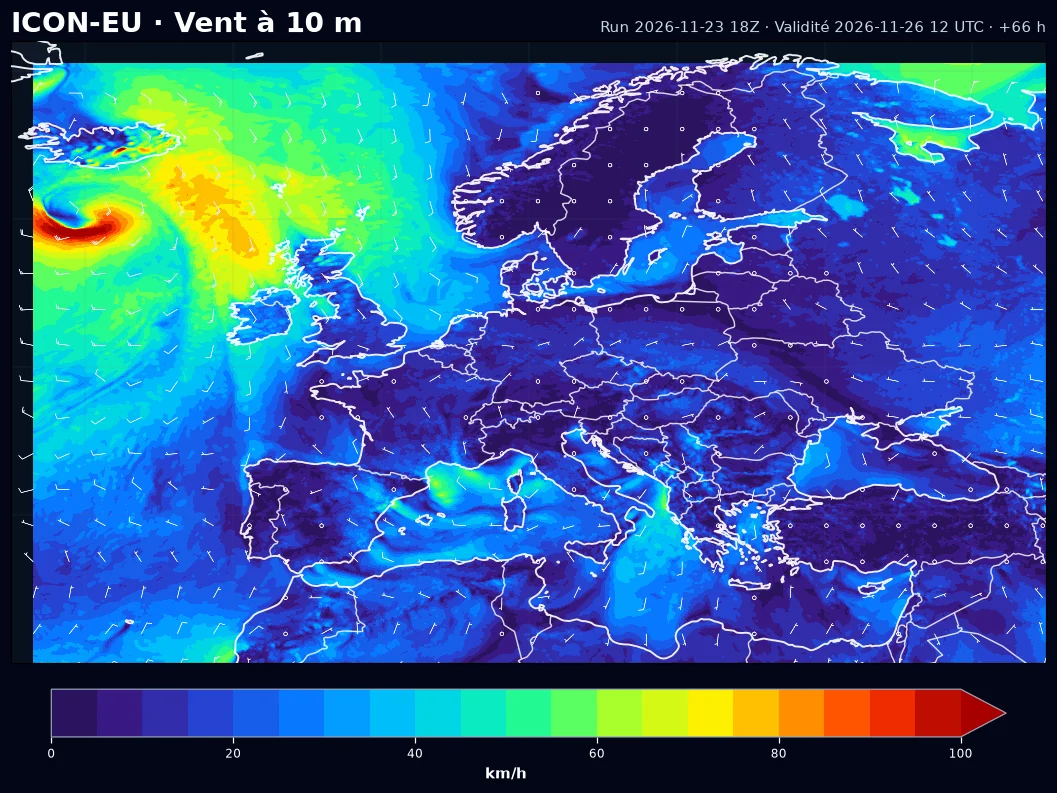 ICON-EU · Vent à 10 m
Run 2026-11-23 18Z · Validité 2026-11-26 12 UTC · +66 h
0 20 40 60 80 100
km/h